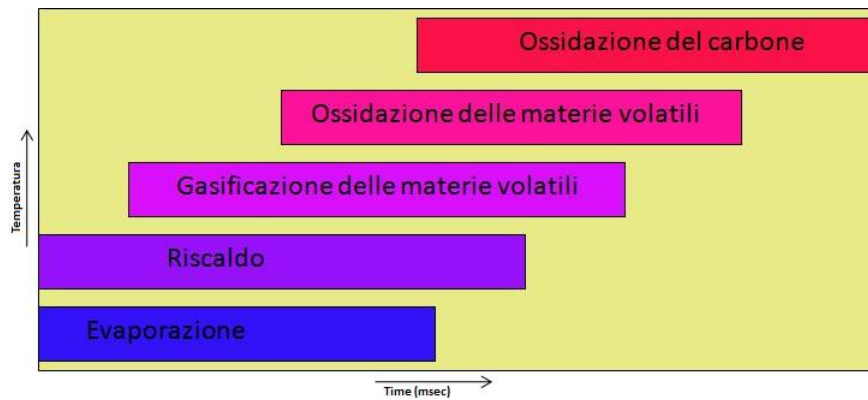 Ossidazione del carbone
Ossidazione delle materie volatili
Gasificazione delle materie volatili
Riscaldo
Evaporazione
Temperatura
Time (msec)